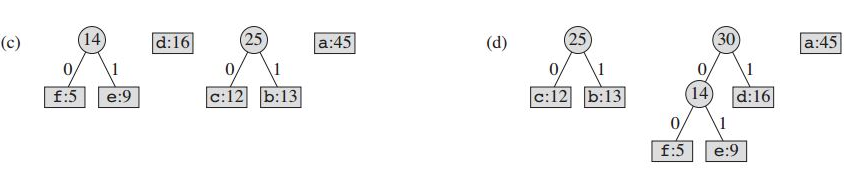 (c) 14 d:16 25 a:45
0 1 0 1
f:5 e:9 c:12 b:13
(d) 25 30 a:45
0 1 0 1
c:12 b:13 14 d:16
0 1
f:5 e:9